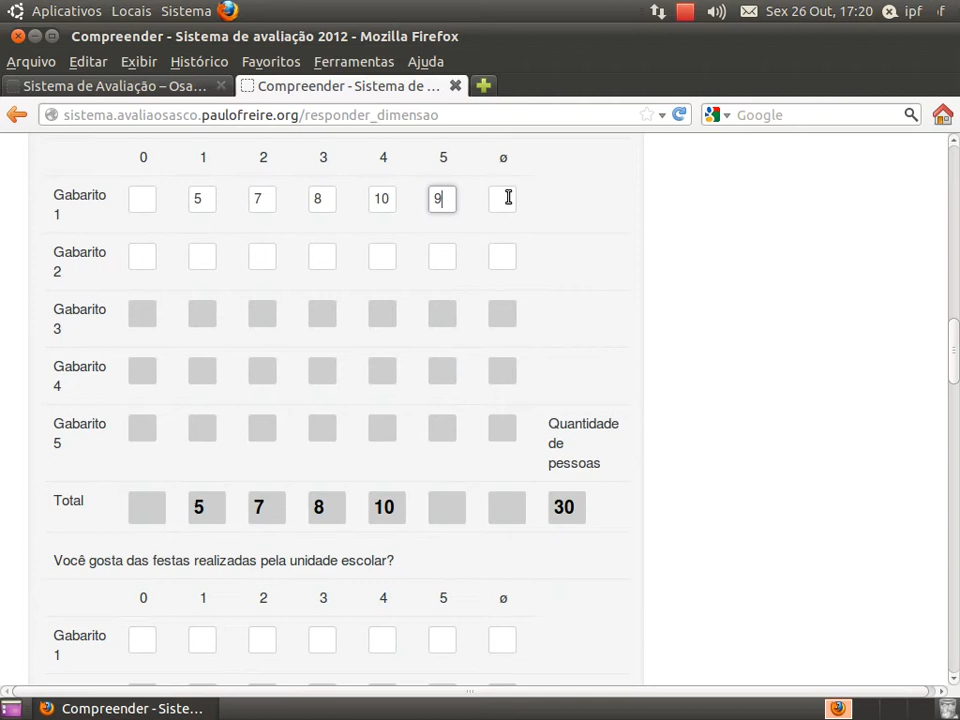 Aplicativos Locais Sistema Sex 26 Out, 17:20 ipf
Compreender - Sistema de avaliação 2012 - Mozilla Firefox
Arquivo Editar Exibir Histórico Favoritos Ferramentas Ajuda
Sistema de Avaliação – Osa... Compreender - Sistema de ...
sistema.avaliaosasco.paulofreire.org/responder_dimensao Google
0 1 2 3 4 5 ø
Gabarito 5 7 8 10 9
1
Gabarito
2
Gabarito
3
Gabarito
4
Gabarito Quantidade
5 de
pessoas
Total 5 7 8 10 30
Você gosta das festas realizadas pela unidade escolar?
0 1 2 3 4 5 ø
Gabarito
1
Compreender - Siste...